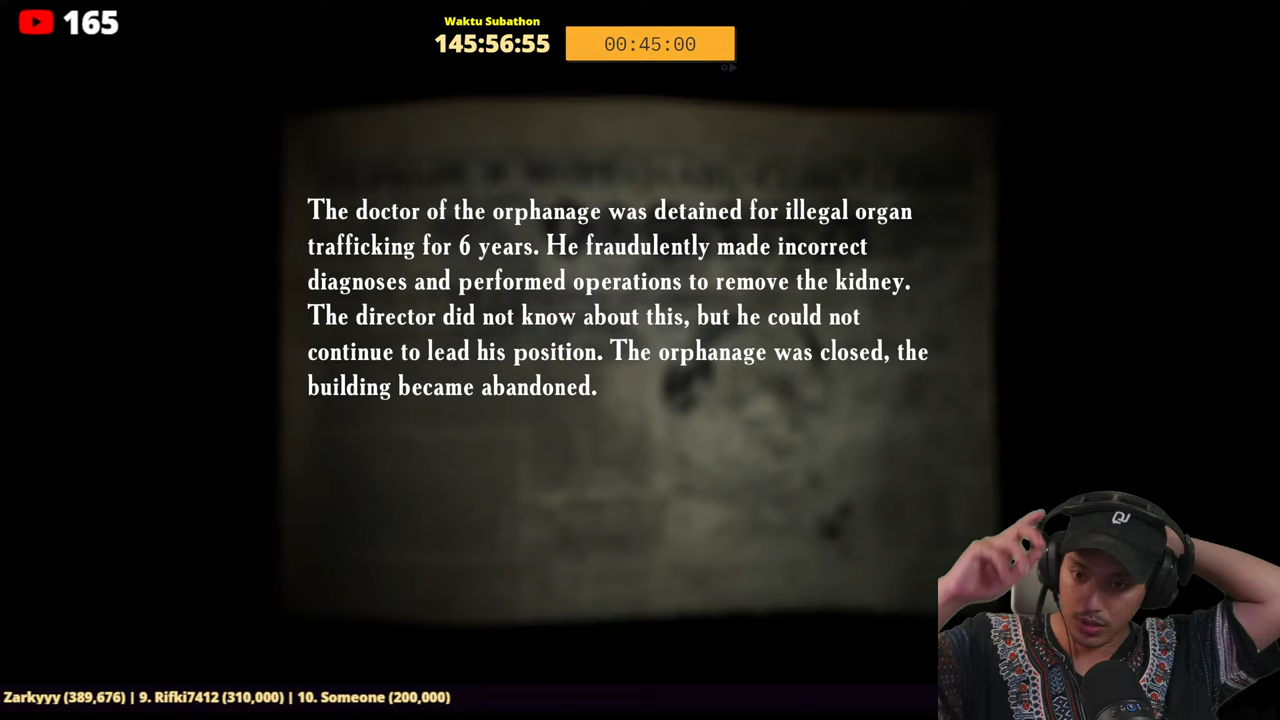 165
Waktu Subathon
145:56:55
00:45:00
The doctor of the orphanage was detained for illegal organ
trafficking for 6 years. He fraudulently made incorrect
diagnoses and performed operations to remove the kidney.
The director did not know about this, but he could not
continue to lead his position. The orphanage was closed, the
building became abandoned.
Zarkyyy (389,676) | 9. Rifki7412 (310,000) | 10. Someone (200,000)